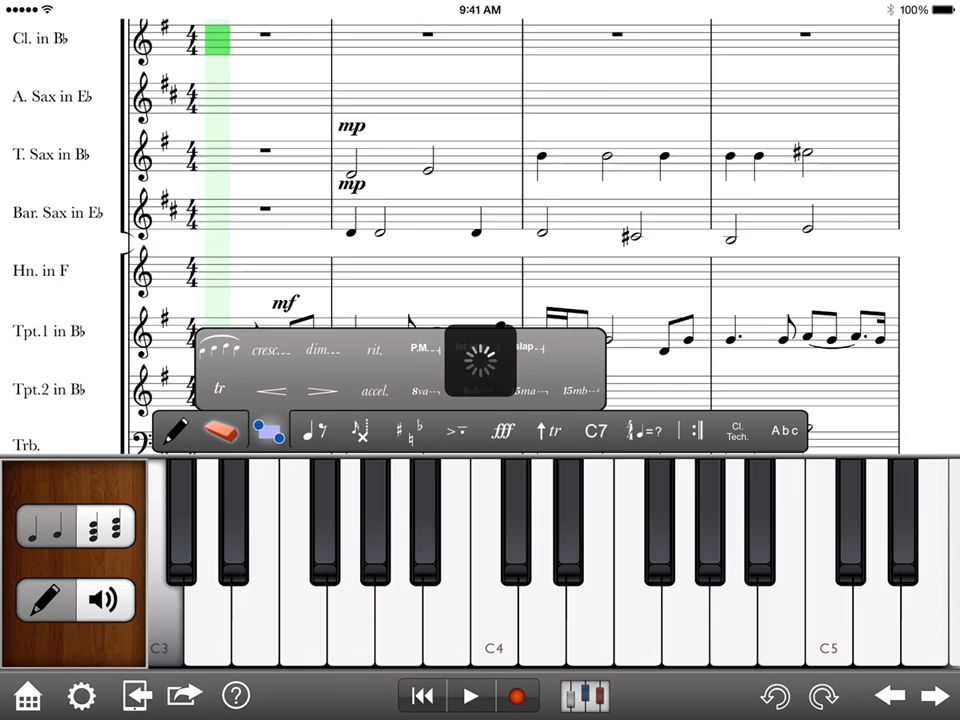 9:41 AM
100%
Cl. in B♭
A. Sax in E♭
mp
T. Sax in B♭
mp
Bar. Sax in E♭
Hn. in F
mf
Tpt.1 in B♭
cresc... dim... rit. P.M. slap
tr accel. 8va 15mb
Tpt.2 in B♭
fff tr C7 =? Cl. Tech. Abc
Trb.
C3 C4 C5
?